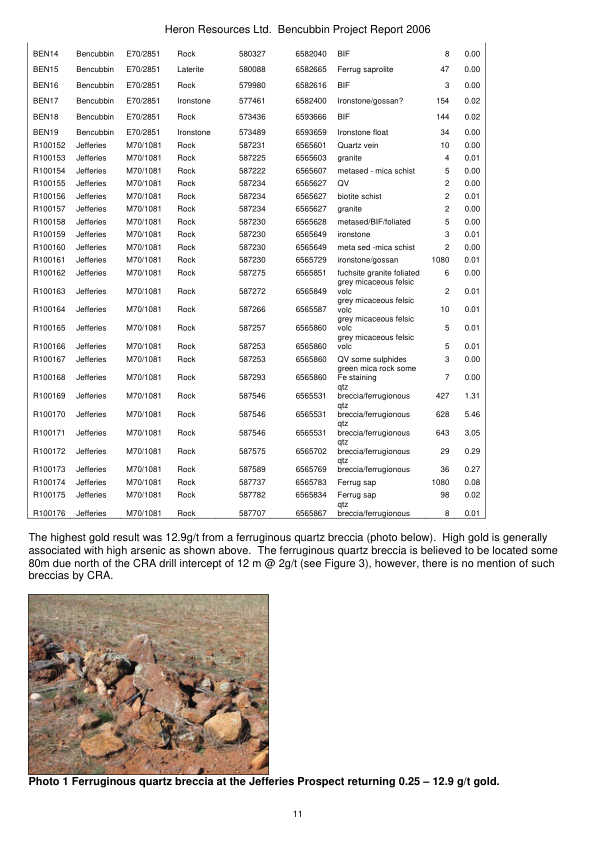 Heron Resources Ltd.  Bencubbin Project Report 2006
BEN14 Bencubbin E70/2851 Rock 580327 6582040 BIF 8 0.00
BEN15 Bencubbin E70/2851 Laterite 580088 6582665 Ferrug saprolite 47 0.00
BEN16 Bencubbin E70/2851 Rock 579980 6582616 BIF 3 0.00
BEN17 Bencubbin E70/2851 Ironstone 577461 6582400 Ironstone/gossan? 154 0.02
BEN18 Bencubbin E70/2851 Rock 573436 6593666 BIF 144 0.02
BEN19 Bencubbin E70/2851 Ironstone 573489 6593659 Ironstone float 34 0.00
R100152 Jefferies M70/1081 Rock 587231 6565601 Quartz vein 10 0.00
R100153 Jefferies M70/1081 Rock 587225 6565603 granite 4 0.01
R100154 Jefferies M70/1081 Rock 587222 6565607 metased - mica schist 5 0.00
R100155 Jefferies M70/1081 Rock 587234 6565627 QV 2 0.00
R100156 Jefferies M70/1081 Rock 587234 6565627 biotite schist 2 0.01
R100157 Jefferies M70/1081 Rock 587234 6565627 granite 2 0.00
R100158 Jefferies M70/1081 Rock 587230 6565628 metased/BIF/foliated 5 0.00
R100159 Jefferies M70/1081 Rock 587230 6565649 ironstone 3 0.01
R100160 Jefferies M70/1081 Rock 587230 6565649 meta sed -mica schist 2 0.00
R100161 Jefferies M70/1081 Rock 587230 6565729 ironstone/gossan 1080 0.01
R100162 Jefferies M70/1081 Rock 587275 6565851 fuchsite granite foliated 6 0.00
grey micaceous felsic
R100163 Jefferies M70/1081 Rock 587272 6565849 volc 2 0.01
grey micaceous felsic
R100164 Jefferies M70/1081 Rock 587266 6565587 volc 10 0.01
grey micaceous felsic
R100165 Jefferies M70/1081 Rock 587257 6565860 volc 5 0.01
grey micaceous felsic
R100166 Jefferies M70/1081 Rock 587253 6565860 volc 5 0.01
R100167 Jefferies M70/1081 Rock 587253 6565860 QV some sulphides 3 0.00
green mica rock some
R100168 Jefferies M70/1081 Rock 587293 6565860 Fe staining 7 0.00
qtz
R100169 Jefferies M70/1081 Rock 587546 6565531 breccia/ferrugionous 427 1.31
qtz
R100170 Jefferies M70/1081 Rock 587546 6565531 breccia/ferrugionous 628 5.46
qtz
R100171 Jefferies M70/1081 Rock 587546 6565531 breccia/ferrugionous 643 3.05
qtz
R100172 Jefferies M70/1081 Rock 587575 6565702 breccia/ferrugionous 29 0.29
qtz
R100173 Jefferies M70/1081 Rock 587589 6565769 breccia/ferrugionous 36 0.27
R100174 Jefferies M70/1081 Rock 587737 6565783 Ferrug sap 1080 0.08
R100175 Jefferies M70/1081 Rock 587782 6565834 Ferrug sap 98 0.02
qtz
R100176 Jefferies M70/1081 Rock 587707 6565867 breccia/ferrugionous 8 0.01
The highest gold result was 12.9g/t from a ferruginous quartz breccia (photo below).  High gold is generally
associated with high arsenic as shown above.  The ferruginous quartz breccia is believed to be located some
80m due north of the CRA drill intercept of 12 m @ 2g/t (see Figure 3), however, there is no mention of such
breccias by CRA.
Photo 1 Ferruginous quartz breccia at the Jefferies Prospect returning 0.25 – 12.9 g/t gold.
11